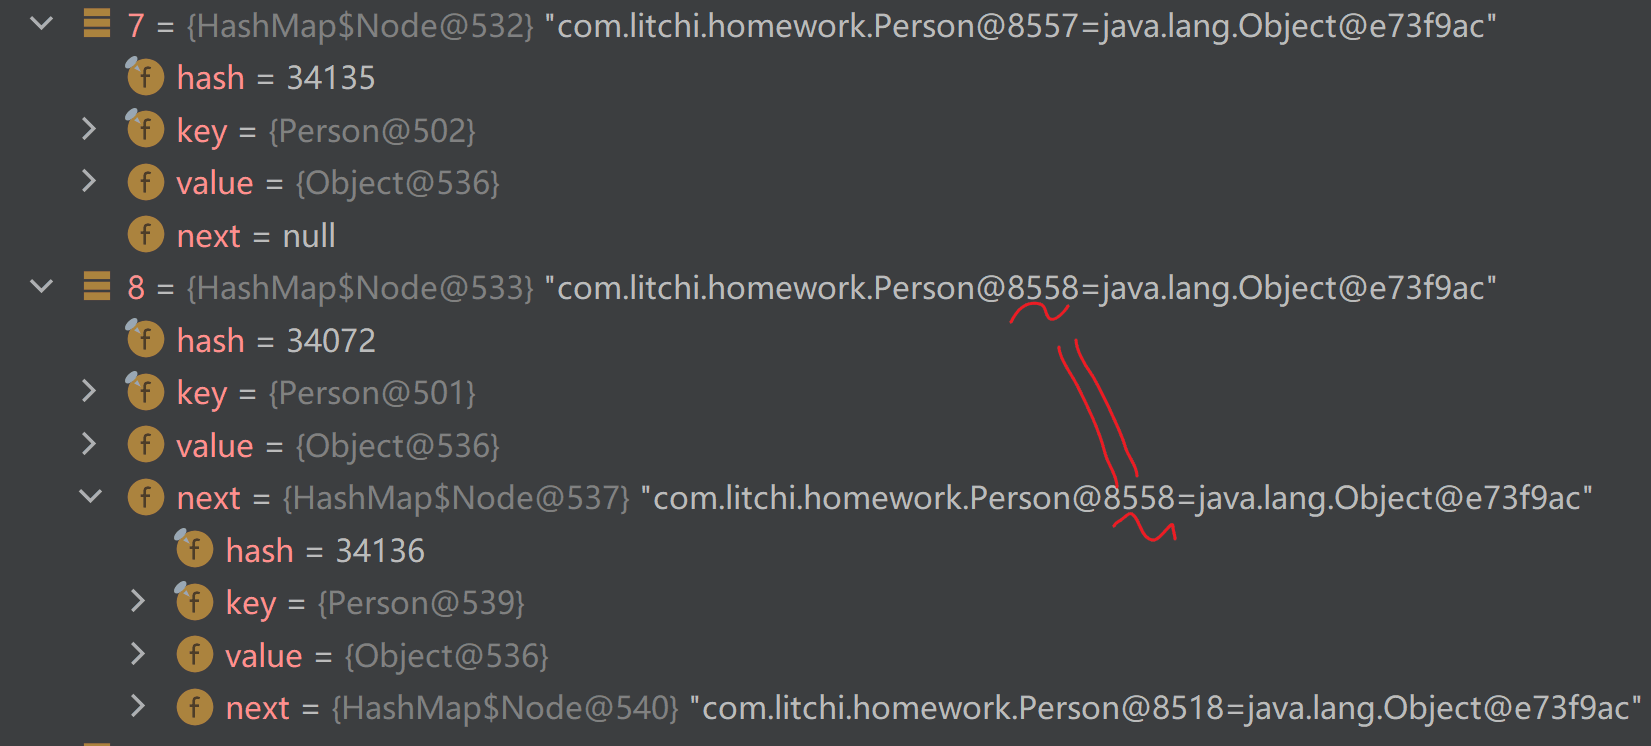 7 = {HashMap$Node@532} "com.litchi.homework.Person@8557=java.lang.Object@e73f9ac"
f hash = 34135
f key = {Person@502}
f value = {Object@536}
f next = null
8 = {HashMap$Node@533} "com.litchi.homework.Person@8558=java.lang.Object@e73f9ac"
f hash = 34072
f key = {Person@501}
f value = {Object@536}
f next = {HashMap$Node@537} "com.litchi.homework.Person@8558=java.lang.Object@e73f9ac"
f hash = 34136
f key = {Person@539}
f value = {Object@536}
f next = {HashMap$Node@540} "com.litchi.homework.Person@8518=java.lang.Object@e73f9ac"